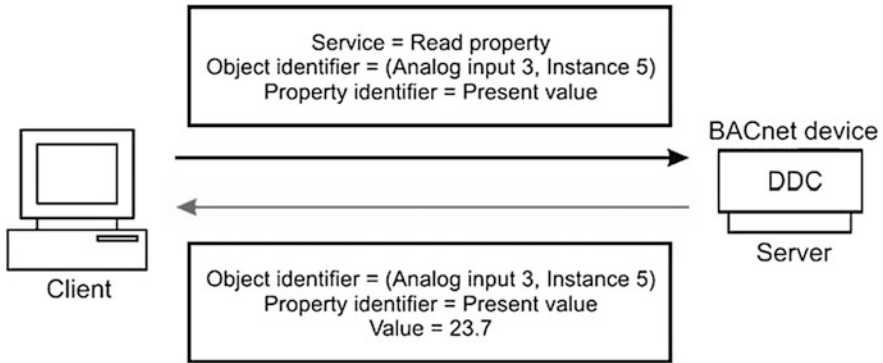 Service = Read property
Object identifier = (Analog input 3, Instance 5)
Property identifier = Present value
BACnet device
DDC
Server
Client
Object identifier = (Analog input 3, Instance 5)
Property identifier = Present value
Value = 23.7